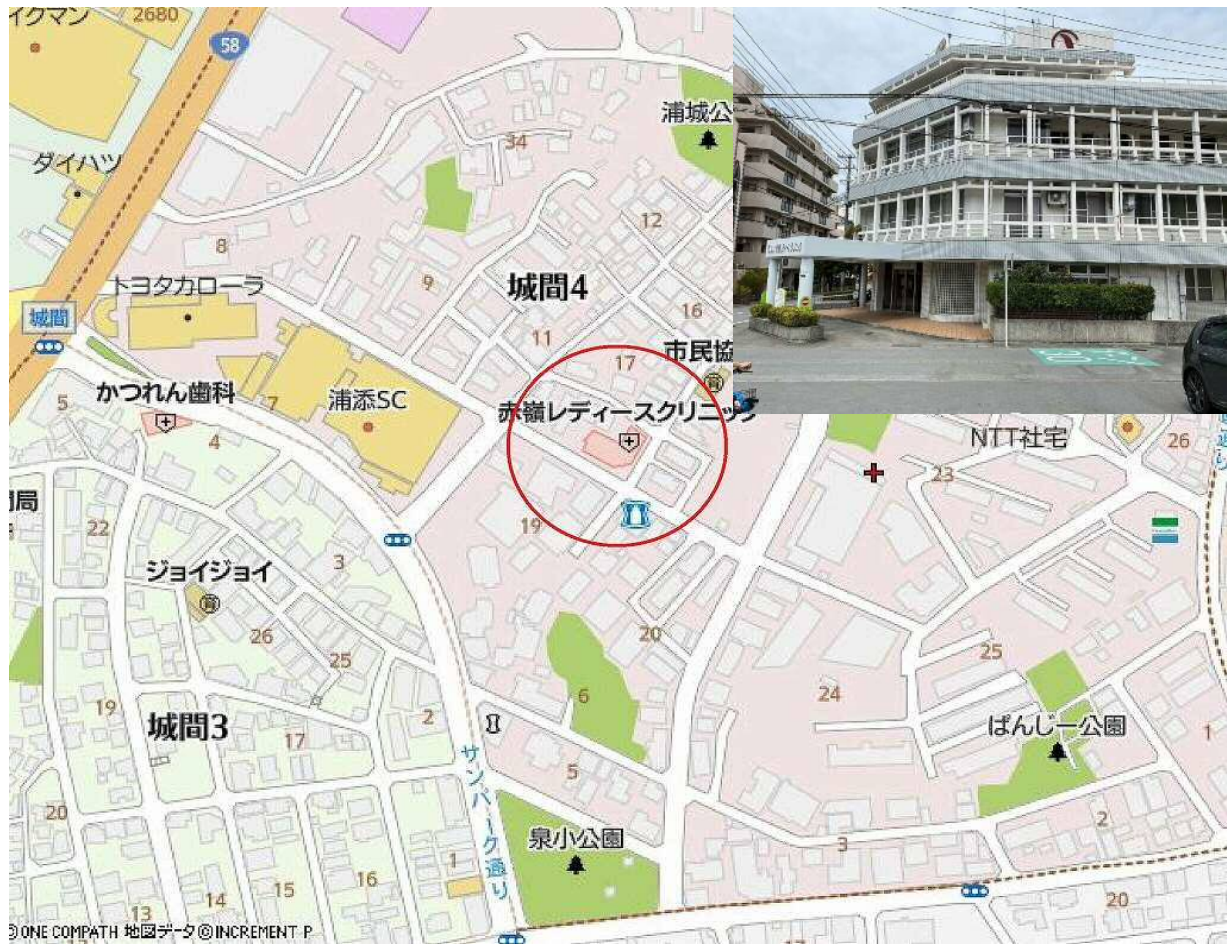 イクマン
2680
58
浦城公
34
ダイハツ
12
8
トヨタカローラ
9
城間4
城間
16
11
17
市民協
かつれん歯科
浦添SC
赤嶺レディースクリニック
5
7
4
NTT社宅
26
23
局
22
19
3
ジョイジョイ
26
20
25
25
24
19
6
城間3
2
ぱんじー公園
17
1
サンパーク通り
5
20
泉小公園
2
3
1
16
15
14
13
20
17
12
©ONE COMPATH 地図データ©INCREMENT P